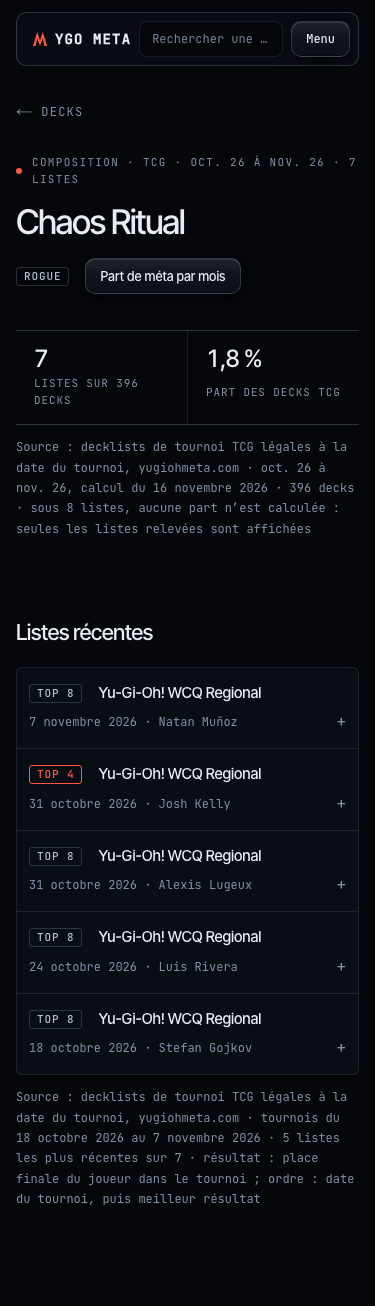 YGO META
Rechercher une …
Menu
← DECKS
COMPOSITION · TCG · OCT. 26 À NOV. 26 · 7
LISTES
Chaos Ritual
ROGUE
Part de méta par mois
7
LISTES SUR 396
DECKS
1,8 %
PART DES DECKS TCG
Source : decklists de tournoi TCG légales à la
date du tournoi, yugiohmeta.com · oct. 26 à
nov. 26, calcul du 16 novembre 2026 · 396 decks
· sous 8 listes, aucune part n’est calculée :
seules les listes relevées sont affichées
Listes récentes
TOP 8 Yu-Gi-Oh! WCQ Regional
7 novembre 2026 · Natan Muñoz +
TOP 4 Yu-Gi-Oh! WCQ Regional
31 octobre 2026 · Josh Kelly +
TOP 8 Yu-Gi-Oh! WCQ Regional
31 octobre 2026 · Alexis Lugeux +
TOP 8 Yu-Gi-Oh! WCQ Regional
24 octobre 2026 · Luis Rivera +
TOP 8 Yu-Gi-Oh! WCQ Regional
18 octobre 2026 · Stefan Gojkov +
Source : decklists de tournoi TCG légales à la
date du tournoi, yugiohmeta.com · tournois du
18 octobre 2026 au 7 novembre 2026 · 5 listes
les plus récentes sur 7 · résultat : place
finale du joueur dans le tournoi ; ordre : date
du tournoi, puis meilleur résultat